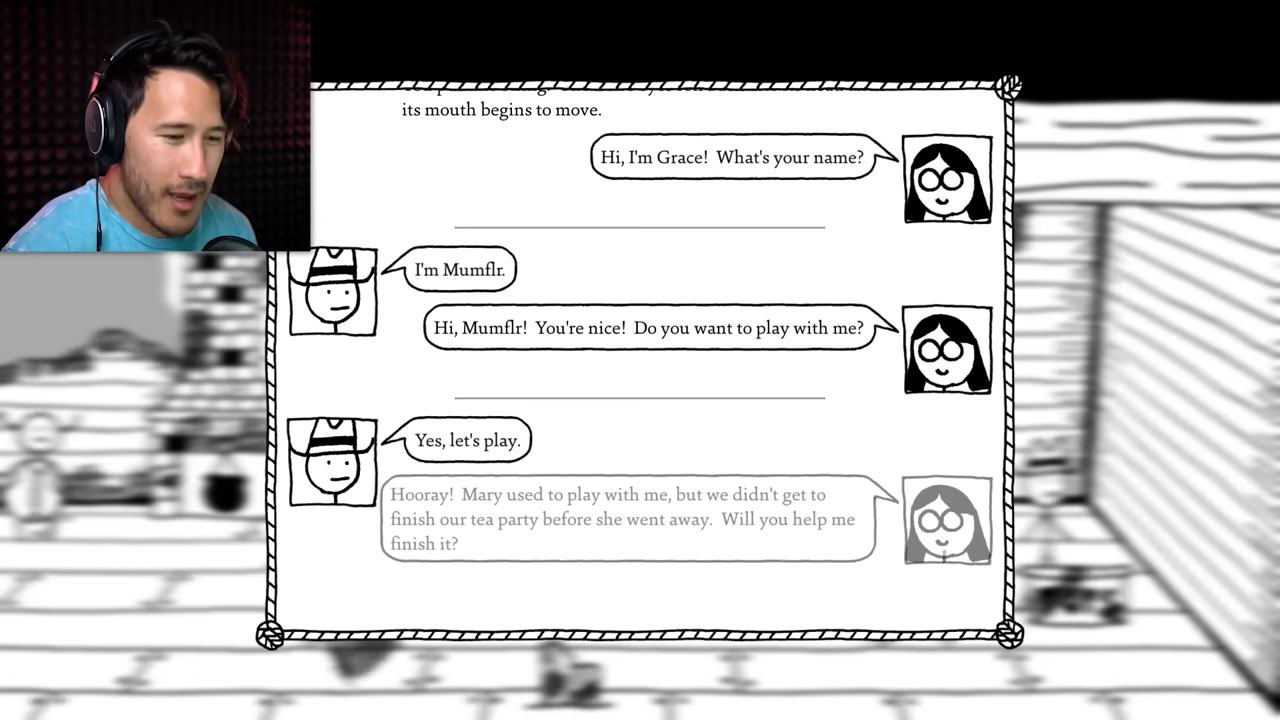 its mouth begins to move.
Hi, I'm Grace! What's your name?
I'm Mumflr.
Hi, Mumflr! You're nice! Do you want to play with me?
Yes, let's play.
Hooray! Mary used to play with me, but we didn't get to
finish our tea party before she went away. Will you help me
finish it?